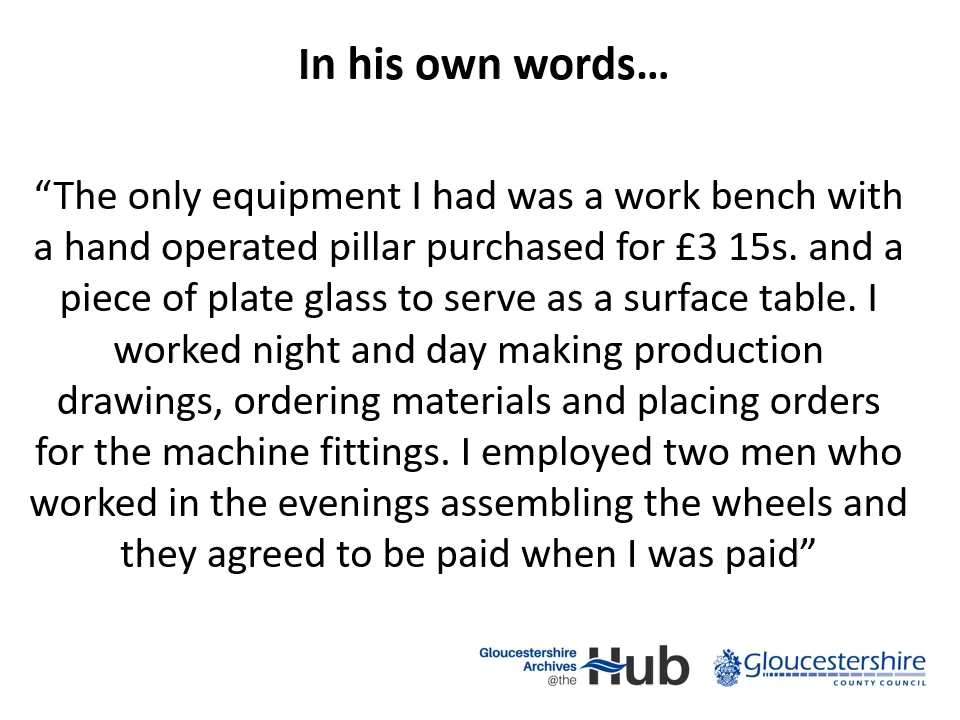 In his own words…
“The only equipment I had was a work bench with
a hand operated pillar purchased for £3 15s. and a
piece of plate glass to serve as a surface table. I
worked night and day making production
drawings, ordering materials and placing orders
for the machine fittings. I employed two men who
worked in the evenings assembling the wheels and
they agreed to be paid when I was paid”
Gloucestershire
Archives
@the
Hub
Gloucestershire
COUNTY COUNCIL